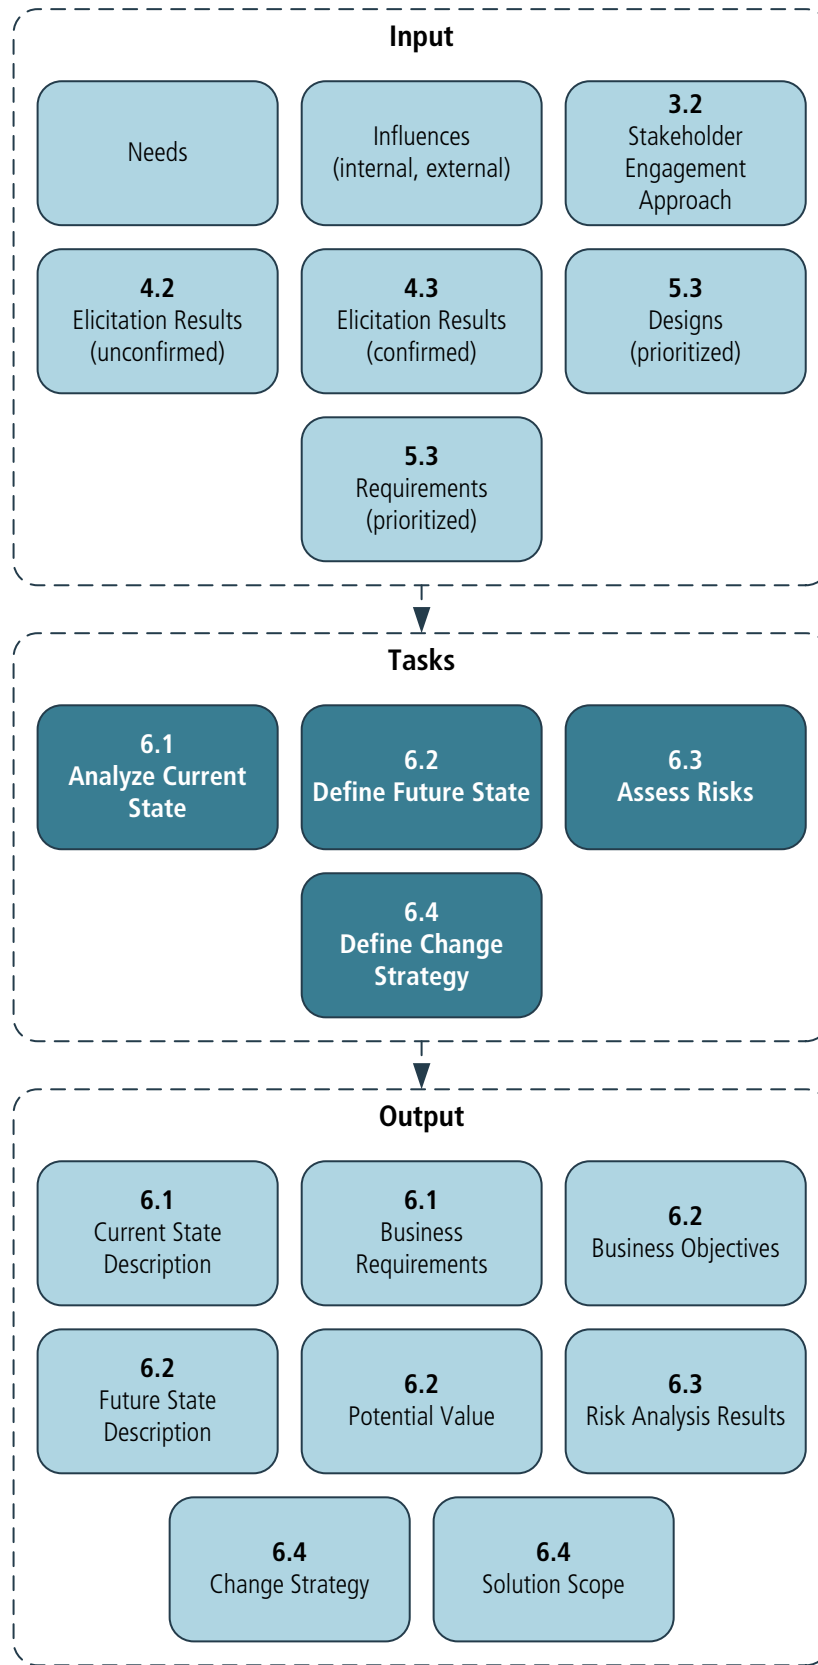 Input
Needs
Influences
(internal, external)
3.2
Stakeholder
Engagement
Approach
4.2
Elicitation Results
(unconfirmed)
4.3
Elicitation Results
(confirmed)
5.3
Designs
(prioritized)
5.3
Requirements
(prioritized)
Tasks
6.1
Analyze Current
State
6.2
Define Future State
6.3
Assess Risks
6.4
Define Change
Strategy
Output
6.1
Current State
Description
6.1
Business
Requirements
6.2
Business Objectives
6.2
Future State
Description
6.2
Potential Value
6.3
Risk Analysis Results
6.4
Change Strategy
6.4
Solution Scope